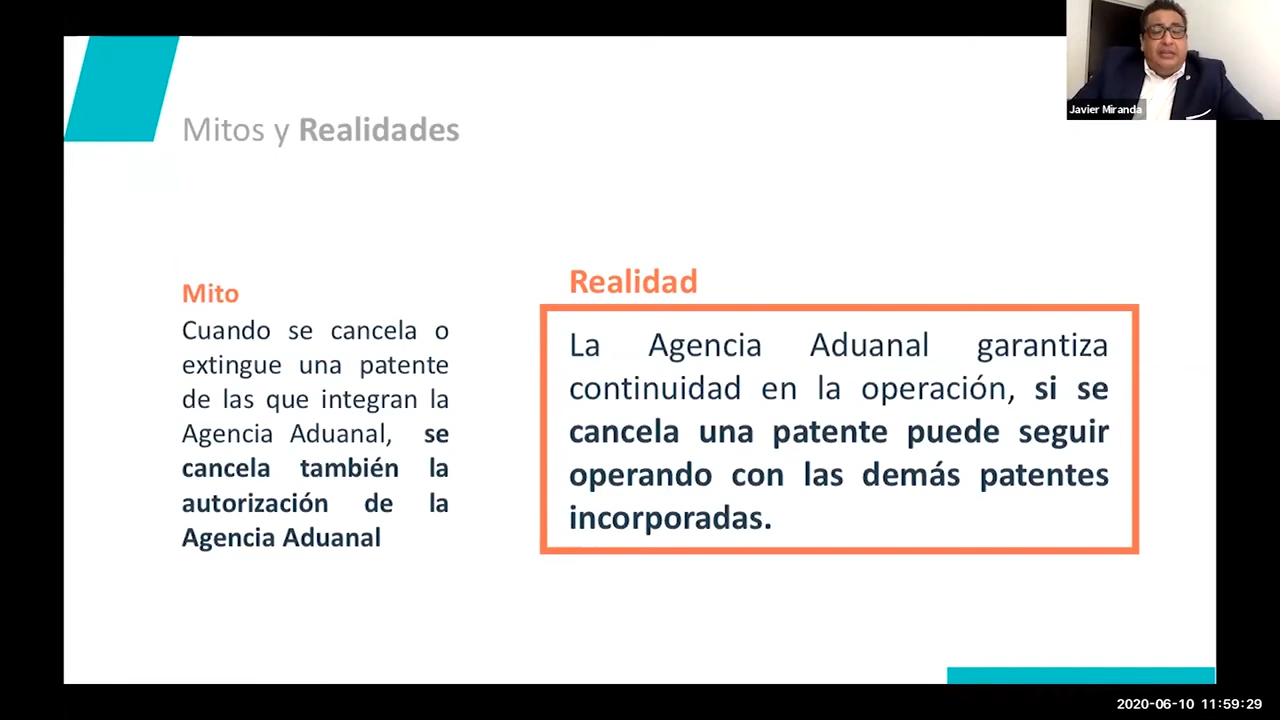 Javier Miranda
Mitos y Realidades
Mito
Cuando se cancela o
extingue una patente
de las que integran la
Agencia Aduanal, se
cancela también la
autorización de la
Agencia Aduanal
Realidad
La Agencia Aduanal garantiza
continuidad en la operación, si se
cancela una patente puede seguir
operando con las demás patentes
incorporadas.
2020-06-10 11:59:29